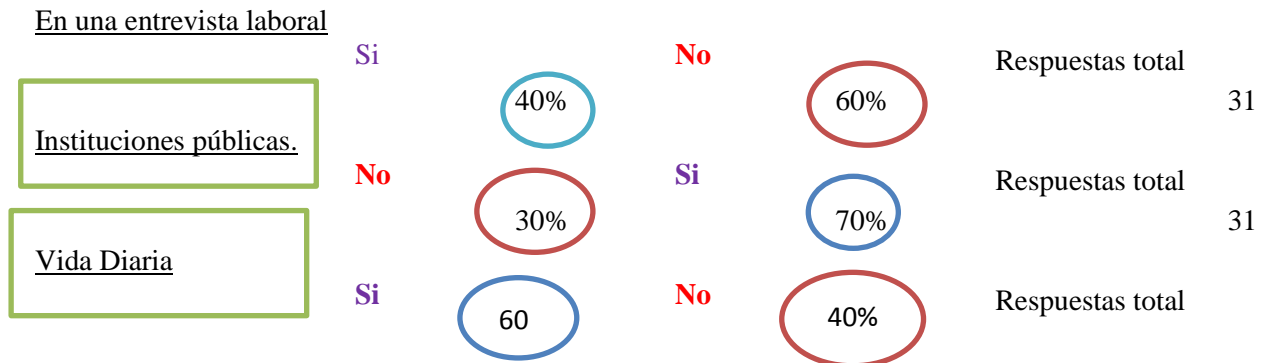 En una entrevista laboral
Si No Respuestas total
40% 60% 31
Instituciones públicas.
No Si Respuestas total
30% 70% 31
Vida Diaria
Si No Respuestas total
60 40%